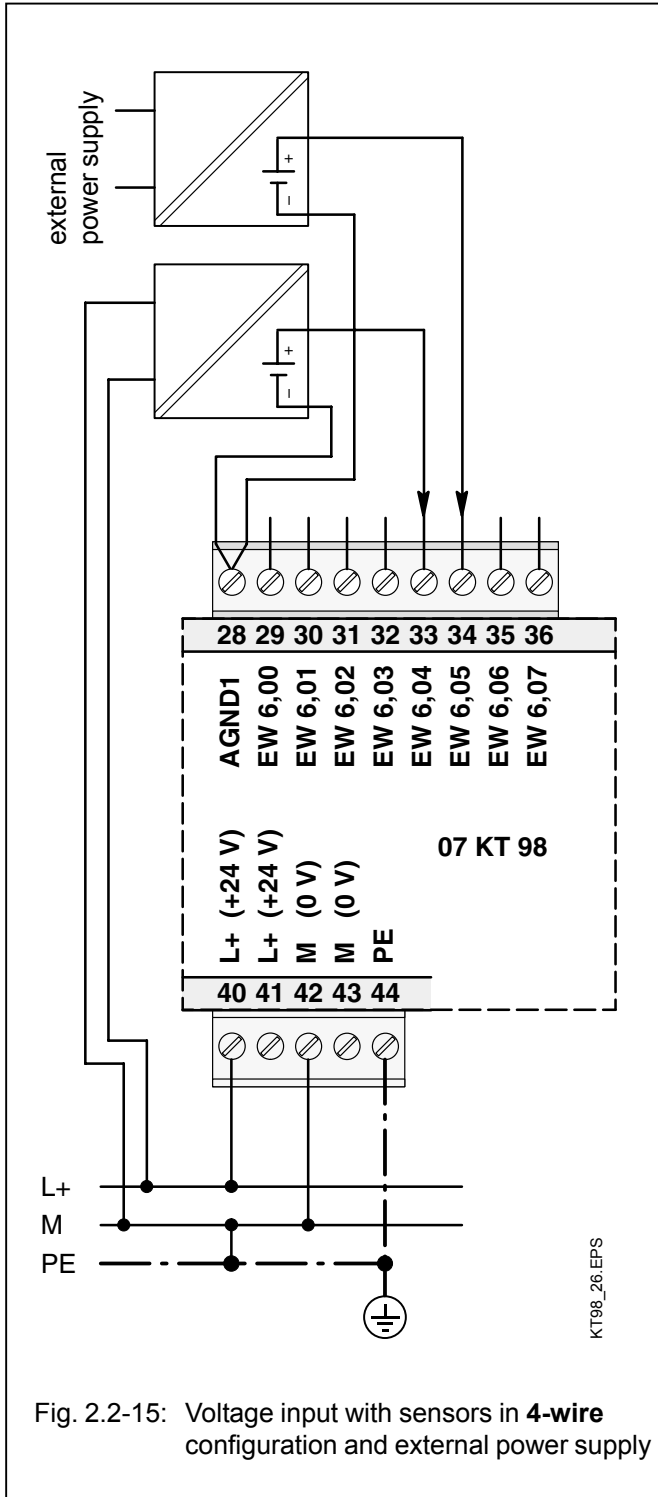 external
power supply
+
–
+
–
28 29 30 31 32 33 34 35 36
AGND1
EW 6,00
EW 6,01
EW 6,02
EW 6,03
EW 6,04
EW 6,05
EW 6,06
EW 6,07
07 KT 98
L+ (+24 V)
L+ (+24 V)
M (0 V)
M (0 V)
PE
40 41 42 43 44
L+
M
PE
KT98_26.EPS
Fig. 2.2-15: Voltage input with sensors in 4-wire
configuration and external power supply